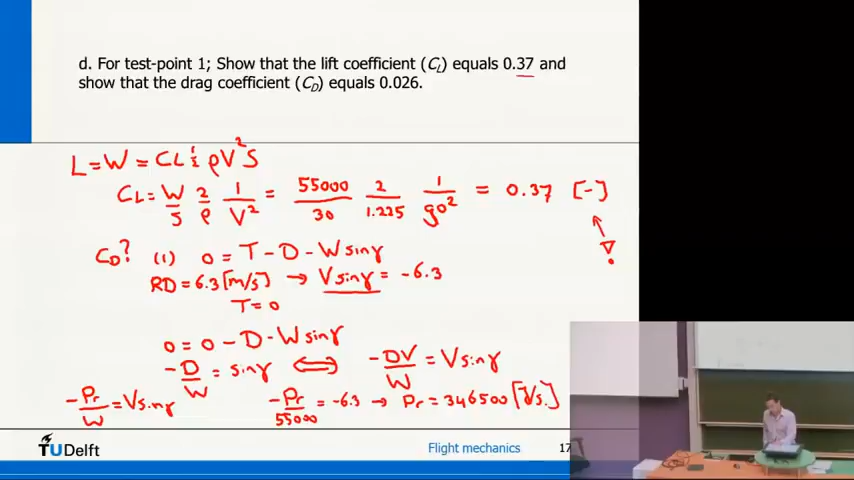 d. For test-point 1; Show that the lift coefficient (CL) equals 0.37 and
show that the drag coefficient (CD) equals 0.026.
L = W = CL ½ ρV²S
CL = W/S 2/ρ 1/V² = 55000/30 2/1.225 1/90² = 0.37 [-]
CD? (1) 0 = T - D - W sinγ
RD = 6.3 [m/s] → V sinγ = -6.3
T = 0
0 = 0 - D - W sinγ
-D/W = sinγ ⟺ -DV/W = V sinγ
-Pr/W = V sinγ -Pr/55000 = -6.3 → Pr = 346500 [J/s.]
TUDelft
Flight mechanics 17